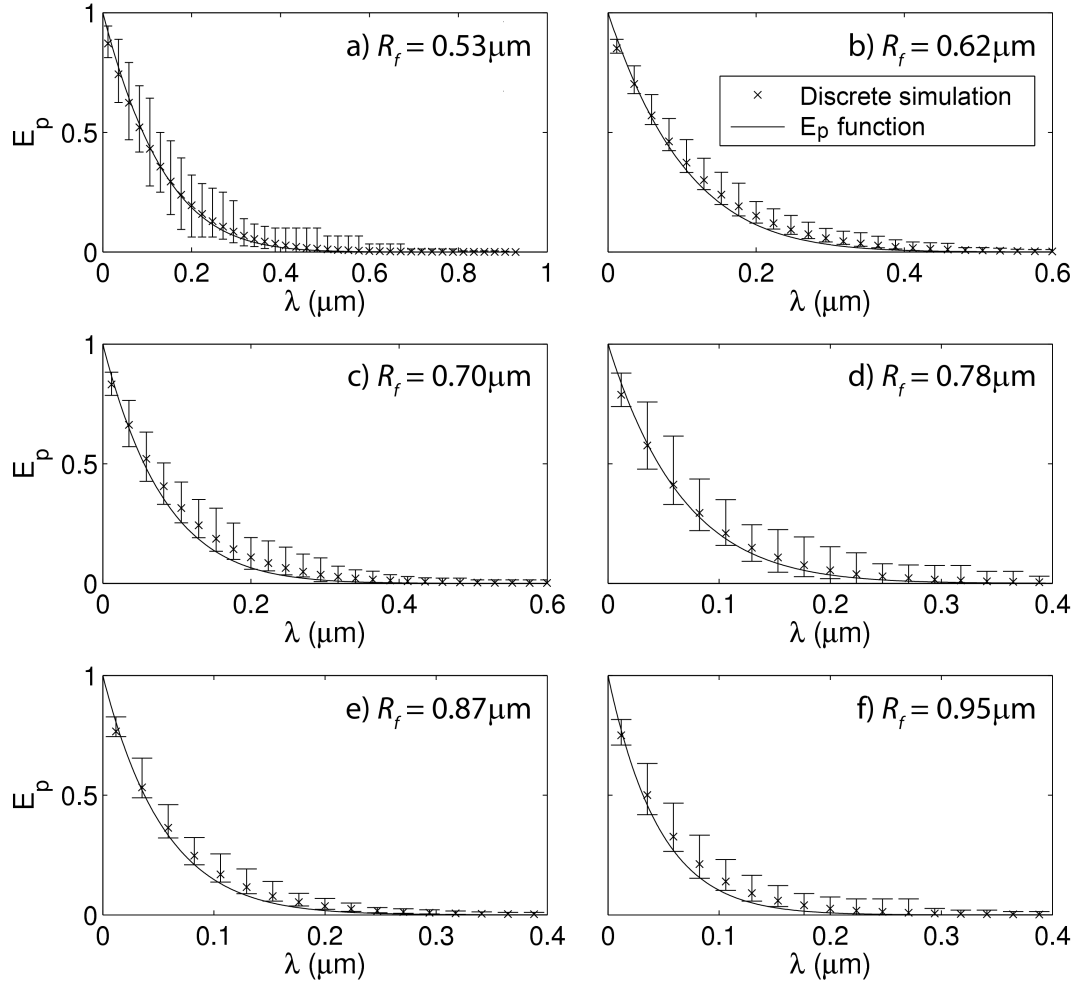 a) R_f = 0.53μm
b) R_f = 0.62μm
Discrete simulation
E_p function
1
0.5
0
E_p
0 0.2 0.4 0.6 0.8 1
λ (μm)
0 0.2 0.4 0.6
λ (μm)
c) R_f = 0.70μm
d) R_f = 0.78μm
1
0.5
0
E_p
0 0.2 0.4 0.6
λ (μm)
0 0.1 0.2 0.3 0.4
λ (μm)
e) R_f = 0.87μm
f) R_f = 0.95μm
1
0.5
0
E_p
0 0.1 0.2 0.3 0.4
λ (μm)
0 0.1 0.2 0.3 0.4
λ (μm)